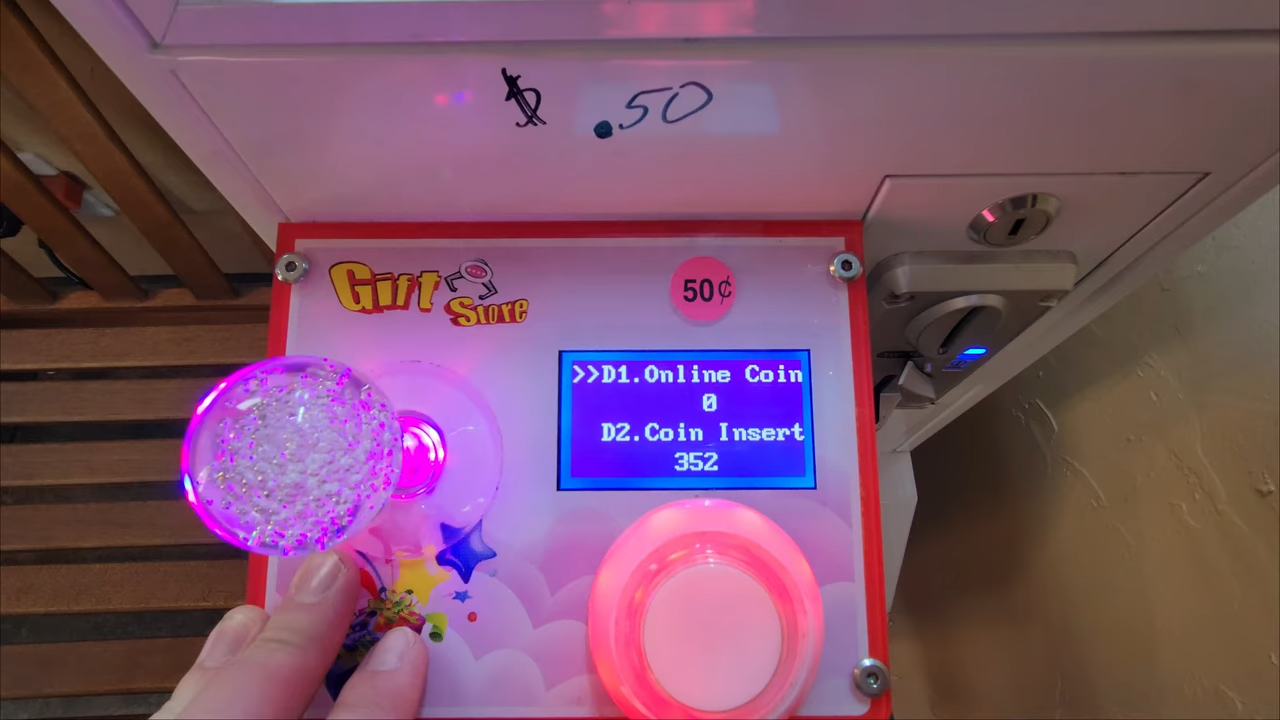 $ .50
Gift Store
50¢
>>D1.Online Coin
0
D2.Coin Insert
352